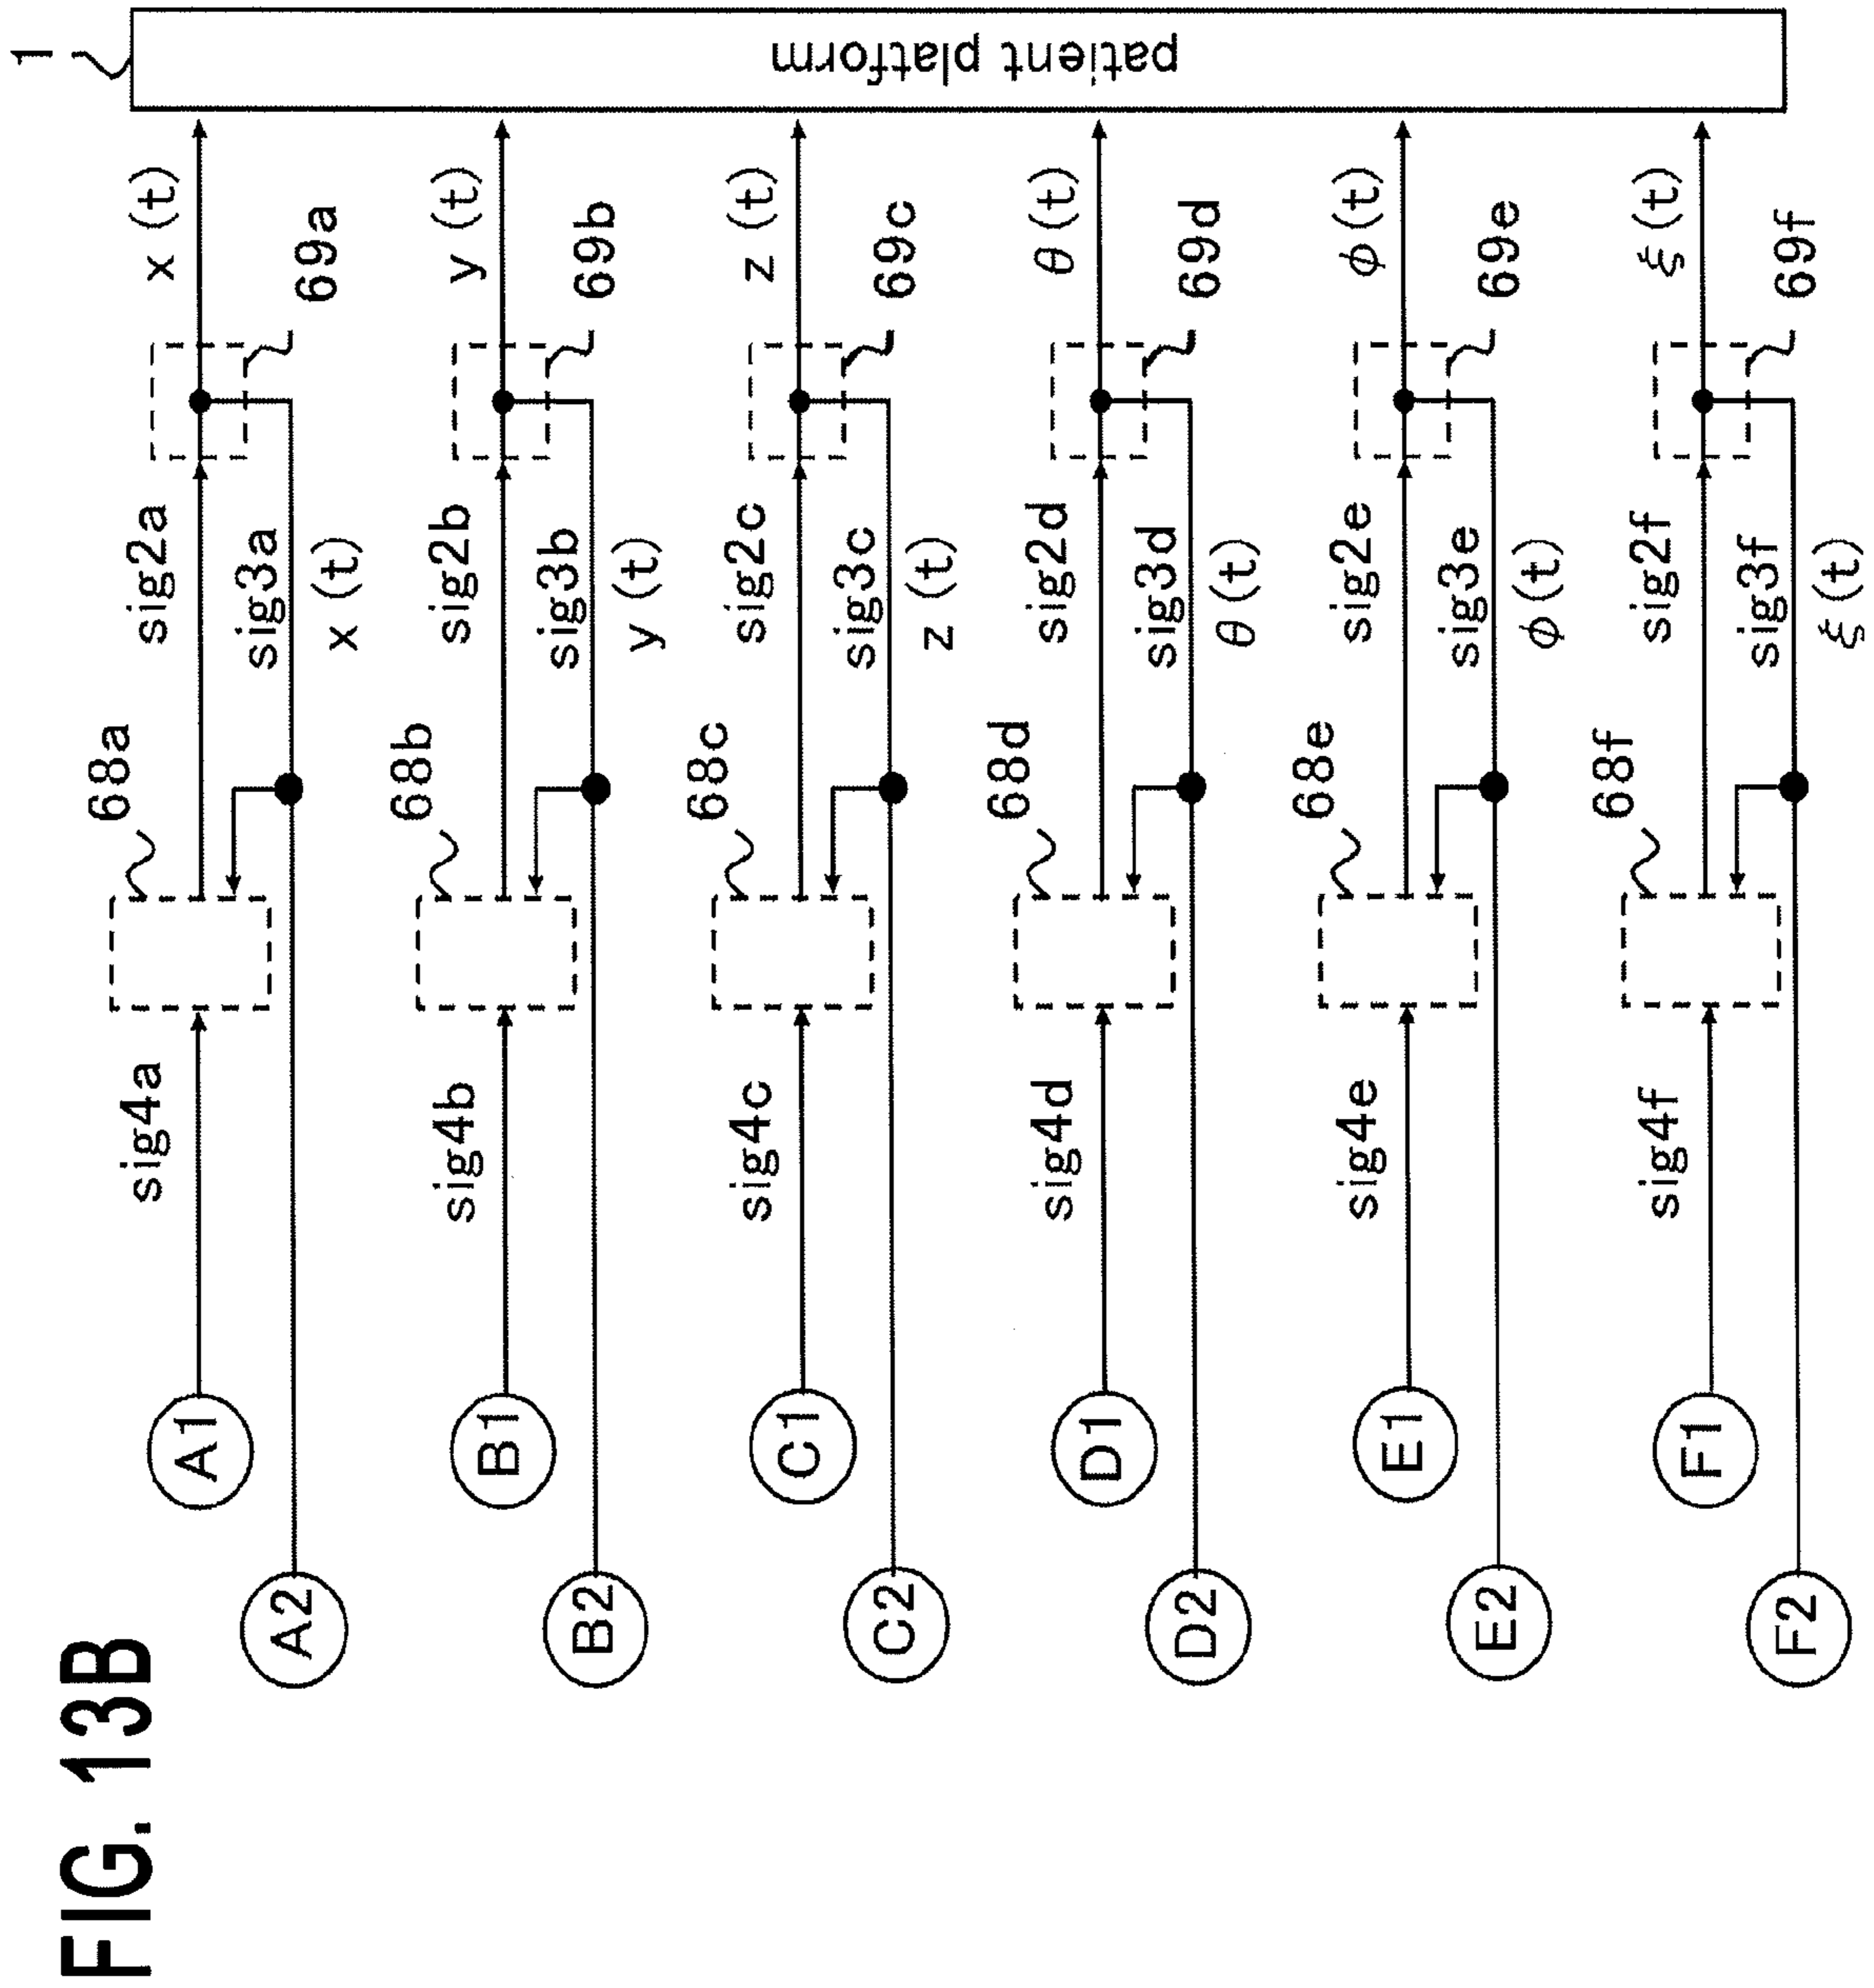 FIG. 13B
1
patient platform
A1
sig4a
68a
sig2a
69a
x (t)
A2
sig3a
x (t)
B1
sig4b
68b
sig2b
69b
y (t)
B2
sig3b
y (t)
C1
sig4c
68c
sig2c
69c
z (t)
C2
sig3c
z (t)
D1
sig4d
68d
sig2d
69d
θ (t)
D2
sig3d
θ (t)
E1
sig4e
68e
sig2e
69e
φ (t)
E2
sig3e
φ (t)
F1
sig4f
68f
sig2f
69f
ξ (t)
F2
sig3f
ξ (t)